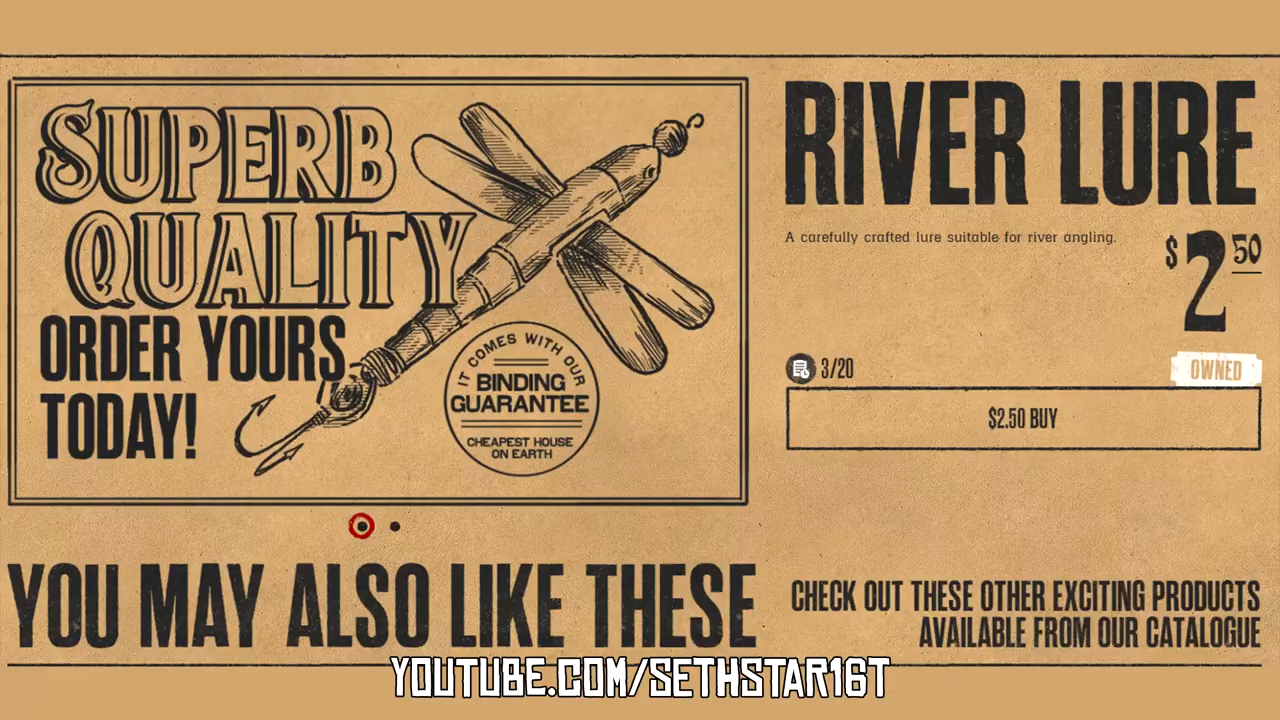 SUPERB
QUALITY
ORDER YOURS
TODAY!
IT COMES WITH OUR
BINDING
GUARANTEE
CHEAPEST HOUSE
ON EARTH
RIVER LURE
A carefully crafted lure suitable for river angling.
$2 50
3/20
OWNED
$2.50 BUY
YOU MAY ALSO LIKE THESE
CHECK OUT THESE OTHER EXCITING PRODUCTS
AVAILABLE FROM OUR CATALOGUE
YOUTUBE.COM/SETHSTAR16T